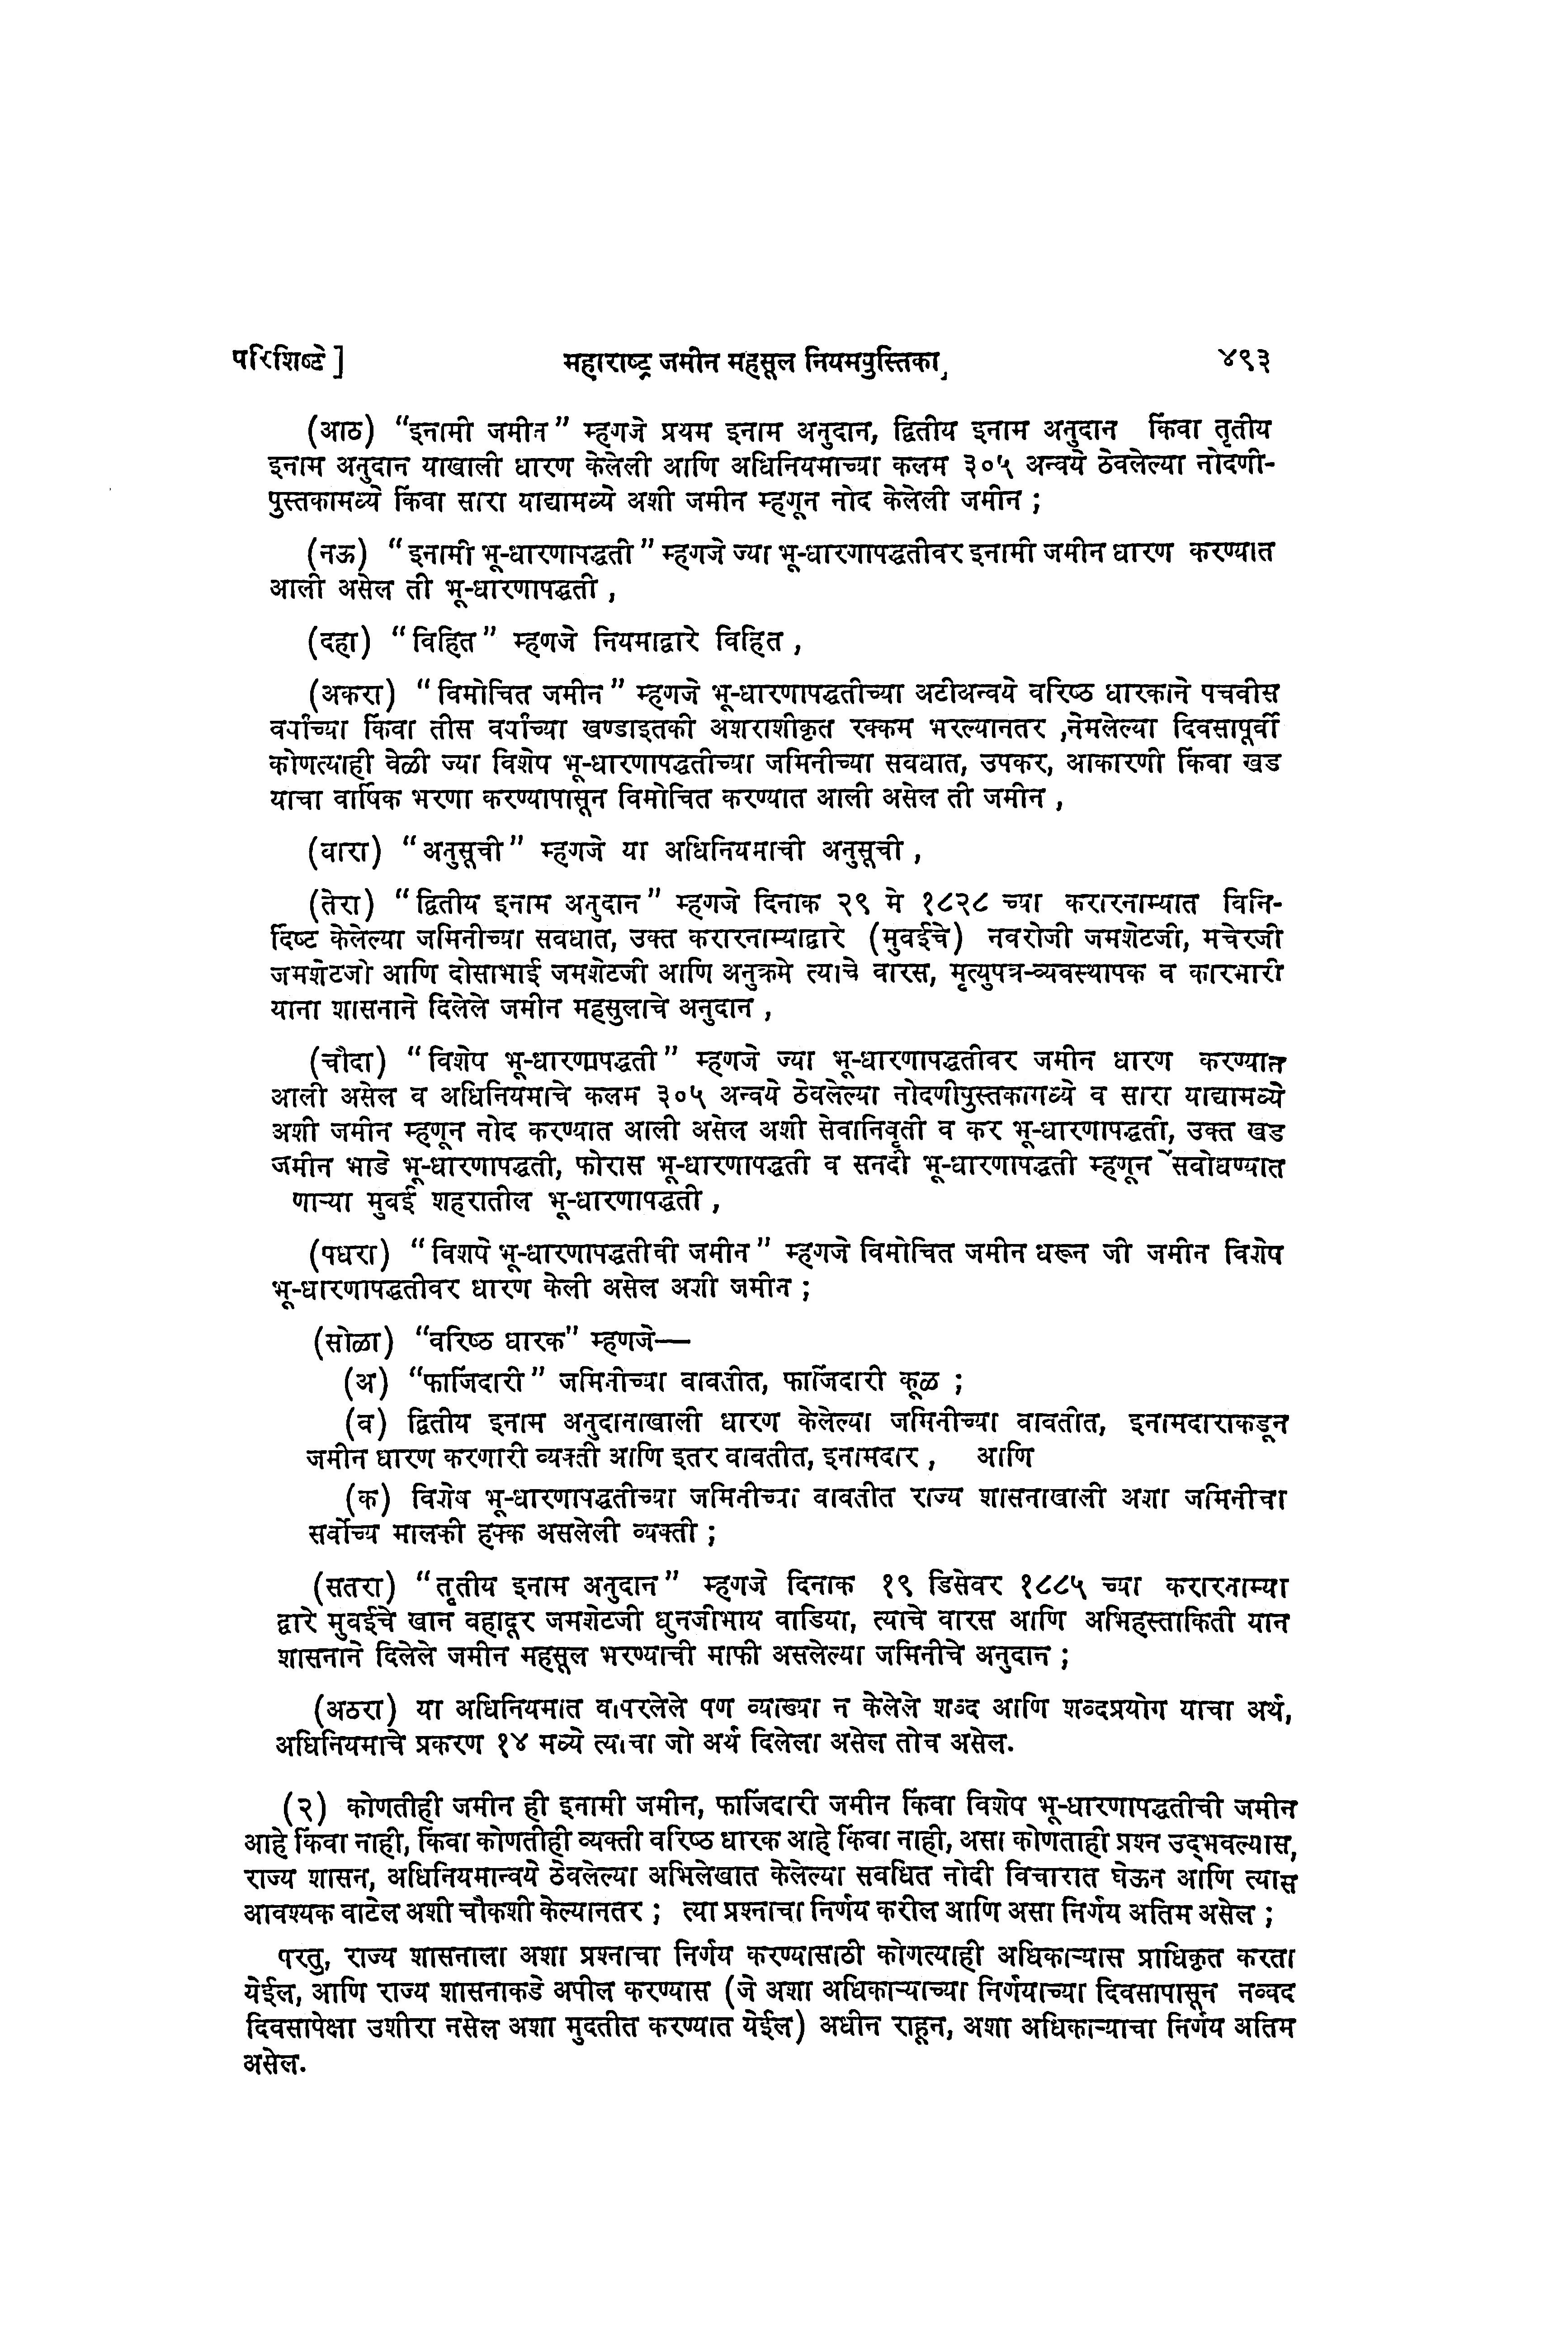 परिशिष्टे]
महाराष्ट्र जमीन महसूल नियमपुस्तिका
४९३
(आठ) “इनामी जमीन” म्हणजे प्रथम इनाम अनुदान, द्वितीय इनाम अनुदान किंवा तृतीय
इनाम अनुदान याखाली धारण केलेली आणि अधिनियमाच्या कलम ३०५ अन्वये ठेवलेल्या नोदणी-
पुस्तकामध्ये किंवा सारा याद्यामध्ये अशी जमीन म्हणून नोद केलेली जमीन ;
(नऊ) “इनामी भू-धारणापद्धती” म्हणजे ज्या भू-धारणापद्धतीवर इनामी जमीन धारण करण्यात
आली असेल ती भू-धारणापद्धती ,
(दहा) “विहित” म्हणजे नियमाद्वारे विहित ,
(अकरा) “विमोचित जमीन” म्हणजे भू-धारणापद्धतीच्या अटीअन्वये वरिष्ठ धारकाने पचवीस
वर्षांच्या किंवा तीस वर्षांच्या खण्डाइतकी अशराशीकृत रक्कम भरल्यानतर ,नेमलेल्या दिवसापूर्वी
कोणत्याही वेळी ज्या विशेष भू-धारणापद्धतीच्या जमिनीच्या सबधात, उपकर, आकारणी किंवा खड
याचा वार्षिक भरणा करण्यापासून विमोचित करण्यात आली असेल ती जमीन ,
(बारा) “अनुसूची” म्हणजे या अधिनियमाची अनुसूची ,
(तेरा) “द्वितीय इनाम अनुदान” म्हणजे दिनाक २९ मे १८२८ च्या करारनाम्यात विनि-
र्दिष्ट केलेल्या जमिनीच्या सबधात, उक्त करारनाम्याद्वारे (मुबईचे) नवरोजी जमशेटजी, मचेरजी
जमशेटजी आणि दोसाभाई जमशेटजी आणि अनुक्रमे त्याचे वारस, मृत्युपत्र-व्यवस्थापक व कारभारी
याना शासनाने दिलेले जमीन महसुलाचे अनुदान ,
(चौदा) “विशेष भू-धारणापद्धती” म्हणजे ज्या भू-धारणापद्धतीवर जमीन धारण करण्यात
आली असेल व अधिनियमाचे कलम ३०५ अन्वये ठेवलेल्या नोदणीपुस्तकामध्ये व सारा याद्यामध्ये
अशी जमीन म्हणून नोद करण्यात आली असेल अशी सेवानिवृती व कर भू-धारणापद्धती, उक्त खड
जमीन भाडे भू-धारणापद्धती, फोरास भू-धारणापद्धती व सनदी भू-धारणापद्धती म्हणून सबोधण्यात
णाऱ्या मुबई शहरातील भू-धारणापद्धती ,
(पधरा) “विशषे भू-धारणापद्धतीची जमीन” म्हणजे विमोचित जमीन धरून जी जमीन विशेष
भू-धारणापद्धतीवर धारण केली असेल अशी जमीन ;
(सोळा) “वरिष्ठ धारक” म्हणजे—
(अ) “फाजिंदारी” जमिनीच्या बाबतीत, फाजिंदारी कूळ ;
(ब) द्वितीय इनाम अनुदानाखाली धारण केलेल्या जमिनीच्या बाबतीत, इनामदाराकडून
जमीन धारण करणारी व्यक्ती आणि इतर बाबतीत, इनामदार , आणि
(क) विशेष भू-धारणापद्धतीच्या जमिनीच्या बाबतीत राज्य शासनाखाली अशा जमिनीचा
सर्वोच्य मालकी हक्क असलेली व्यक्ती ;
(सतरा) “तृतीय इनाम अनुदान” म्हणजे दिनाक १९ डिसेबर १८८५ च्या करारनाम्या
द्वारे मुबईचे खान बहादूर जमशेटजी धुनजीभाय वाडिया, त्याचे वारस आणि अभिहस्ताकिती यान
शासनाने दिलेले जमीन महसूल भरण्याची माफी असलेल्या जमिनीचे अनुदान ;
(अठरा) या अधिनियमात वापरलेले पण व्याख्या न केलेले शब्द आणि शब्दप्रयोग याचा अर्थ,
अधिनियमाचे प्रकरण १४ मध्ये त्याचा जो अर्थ दिलेला असेल तोच असेल.
(२) कोणतीही जमीन ही इनामी जमीन, फाजिंदारी जमीन किंवा विशेष भू-धारणापद्धतीची जमीन
आहे किंवा नाही, किंवा कोणतीही व्यक्ती वरिष्ठ धारक आहे किंवा नाही, असा कोणताही प्रश्न उद्‌भवल्यास,
राज्य शासन, अधिनियमान्वये ठेवलेल्या अभिलेखात केलेल्या सबधित नोदी विचारात घेऊन आणि त्यास
आवश्यक वाटेल अशी चौकशी केल्यानतर ; त्या प्रश्नाचा निर्णय करील आणि असा निर्णय अतिम असेल ;
परतु, राज्य शासनाला अशा प्रश्नाचा निर्णय करण्यासाठी कोणत्याही अधिकाऱ्यास प्राधिकृत करता
येईल, आणि राज्य शासनाकडे अपील करण्यास (जे अशा अधिकाऱ्याच्या निर्णयाच्या दिवसापासून नव्वद
दिवसापेक्षा उशीरा नसेल अशा मुदतीत करण्यात येईल) अधीन राहून, अशा अधिकाऱ्याचा निर्णय अतिम
असेल.